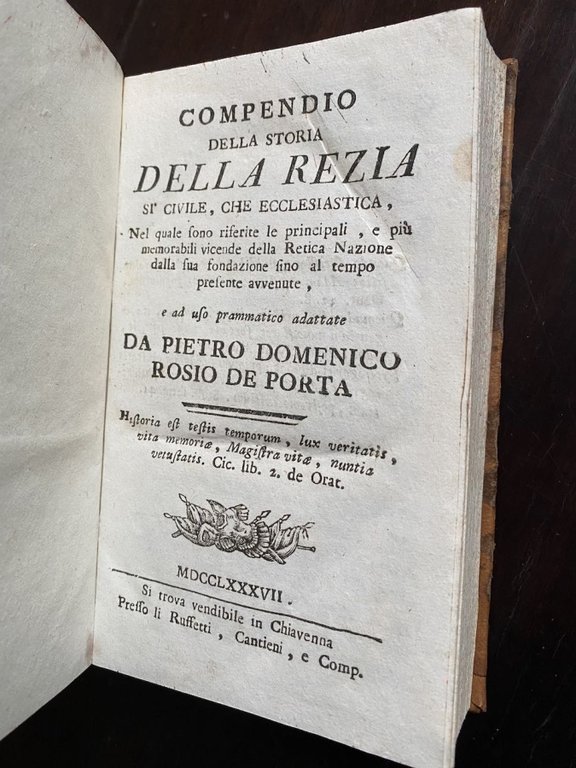 COMPENDIO
DELLA STORIA
DELLA REZIA
SI' CIVILE, CHE ECCLESIASTICA,
Nel quale ſono riferite le principali, e più
memorabili vicende della Retica Nazione
dalla ſua fondazione ſino al tempo
preſente avvenute,
e ad uſo prammatico adattate
DA PIETRO DOMENICO
ROSIO DE PORTA
Hiſtoria eſt teſtis temporum, lux veritatis,
vita memoriæ, Magiſtra vitæ, nuntia
vetuſtatis. Cic. lib. 2. de Orat.
MDCCLXXXVII.
Si trova vendibile in Chiavenna
Preſſo li Ruffetti, Cantieni, e Comp.